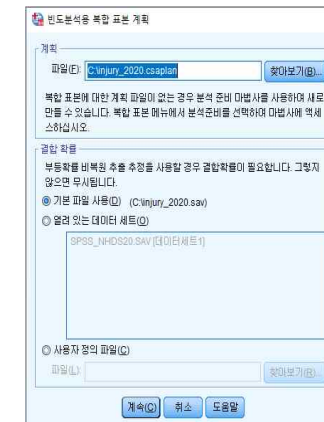 빈도분석용 복합 표본 계획
계획
파일(F): C:\injury_2020.csaplan 찾아보기(B)...
복합 표본에 대한 계획 파일이 없는 경우 분석 준비 마법사를 사용하여 새로
만들 수 있습니다. 복합 표본 메뉴에서 분석준비를 선택하여 마법사에 액세
스하십시오.
결합 확률
부등확률 비복원 추출 추정을 사용할 경우 결합확률이 필요합니다. 그렇지
않으면 무시됩니다.
기본 파일 사용(D) (C:\injury_2020.sav)
열려 있는 데이터 세트(O)
SPSS_NHDS20.SAV [데이터세트1]
사용자 정의 파일(C)
파일(L): 찾아보기(B)...
계속(C) 취소 도움말